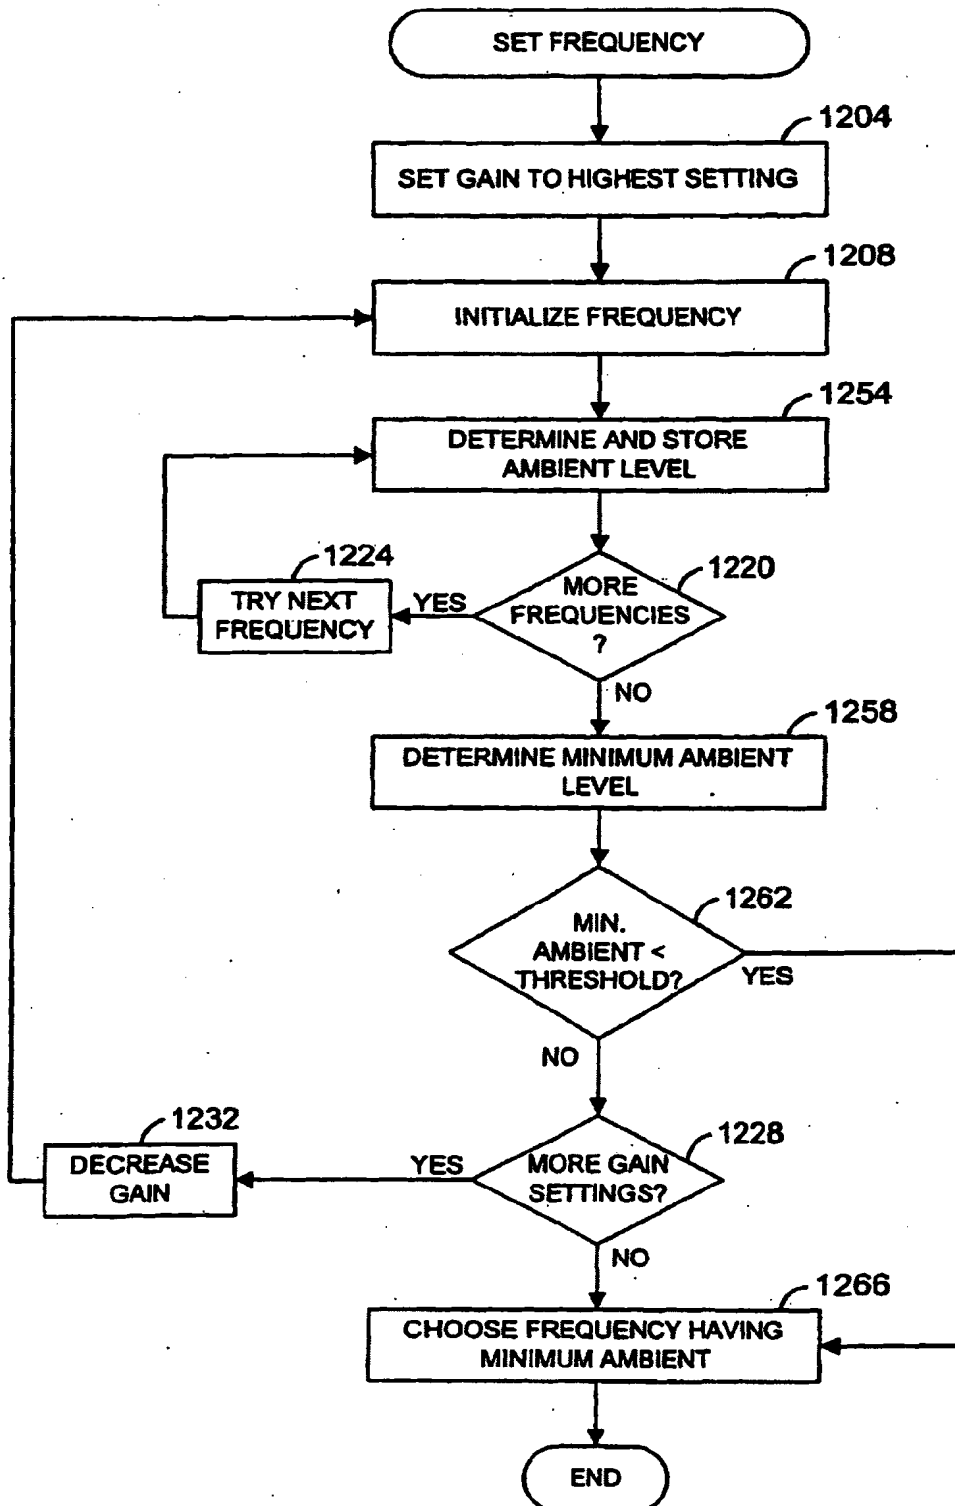 SET FREQUENCY
1204
SET GAIN TO HIGHEST SETTING
1208
INITIALIZE FREQUENCY
1254
DETERMINE AND STORE
AMBIENT LEVEL
1224
TRY NEXT
FREQUENCY
YES
1220
MORE
FREQUENCIES
?
NO
1258
DETERMINE MINIMUM AMBIENT
LEVEL
1262
MIN.
AMBIENT <
THRESHOLD?
YES
NO
1232
DECREASE
GAIN
YES
1228
MORE GAIN
SETTINGS?
NO
1266
CHOOSE FREQUENCY HAVING
MINIMUM AMBIENT
END